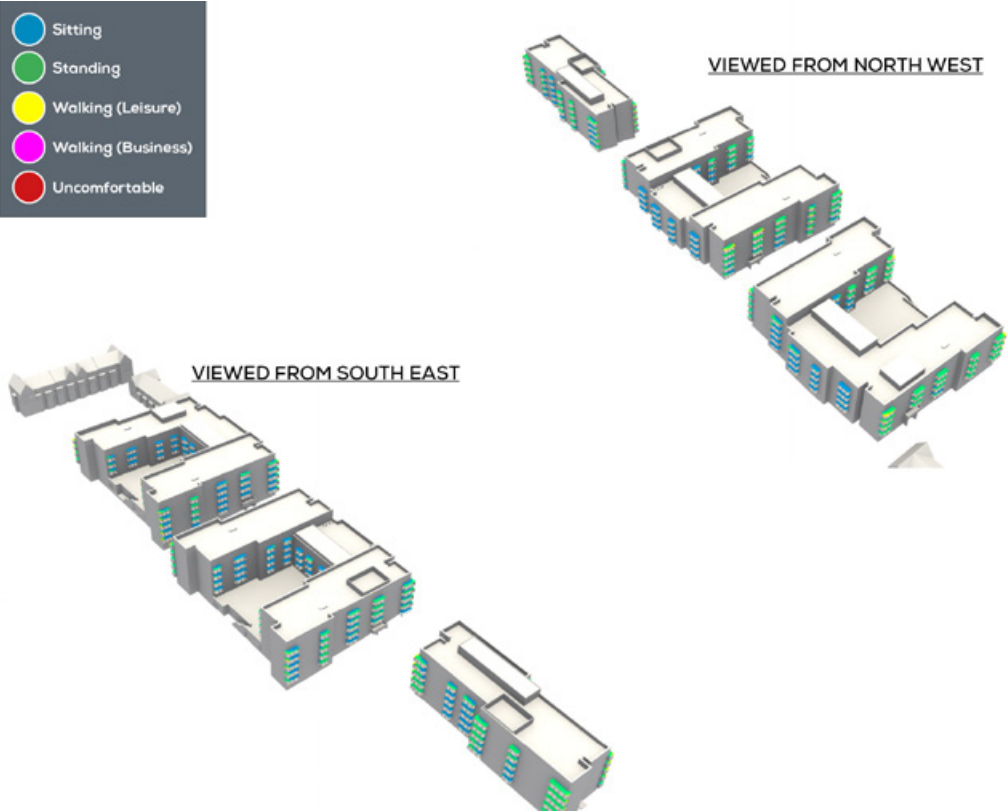 Sitting
Standing
Walking (Leisure)
Walking (Business)
Uncomfortable
VIEWED FROM NORTH WEST
VIEWED FROM SOUTH EAST